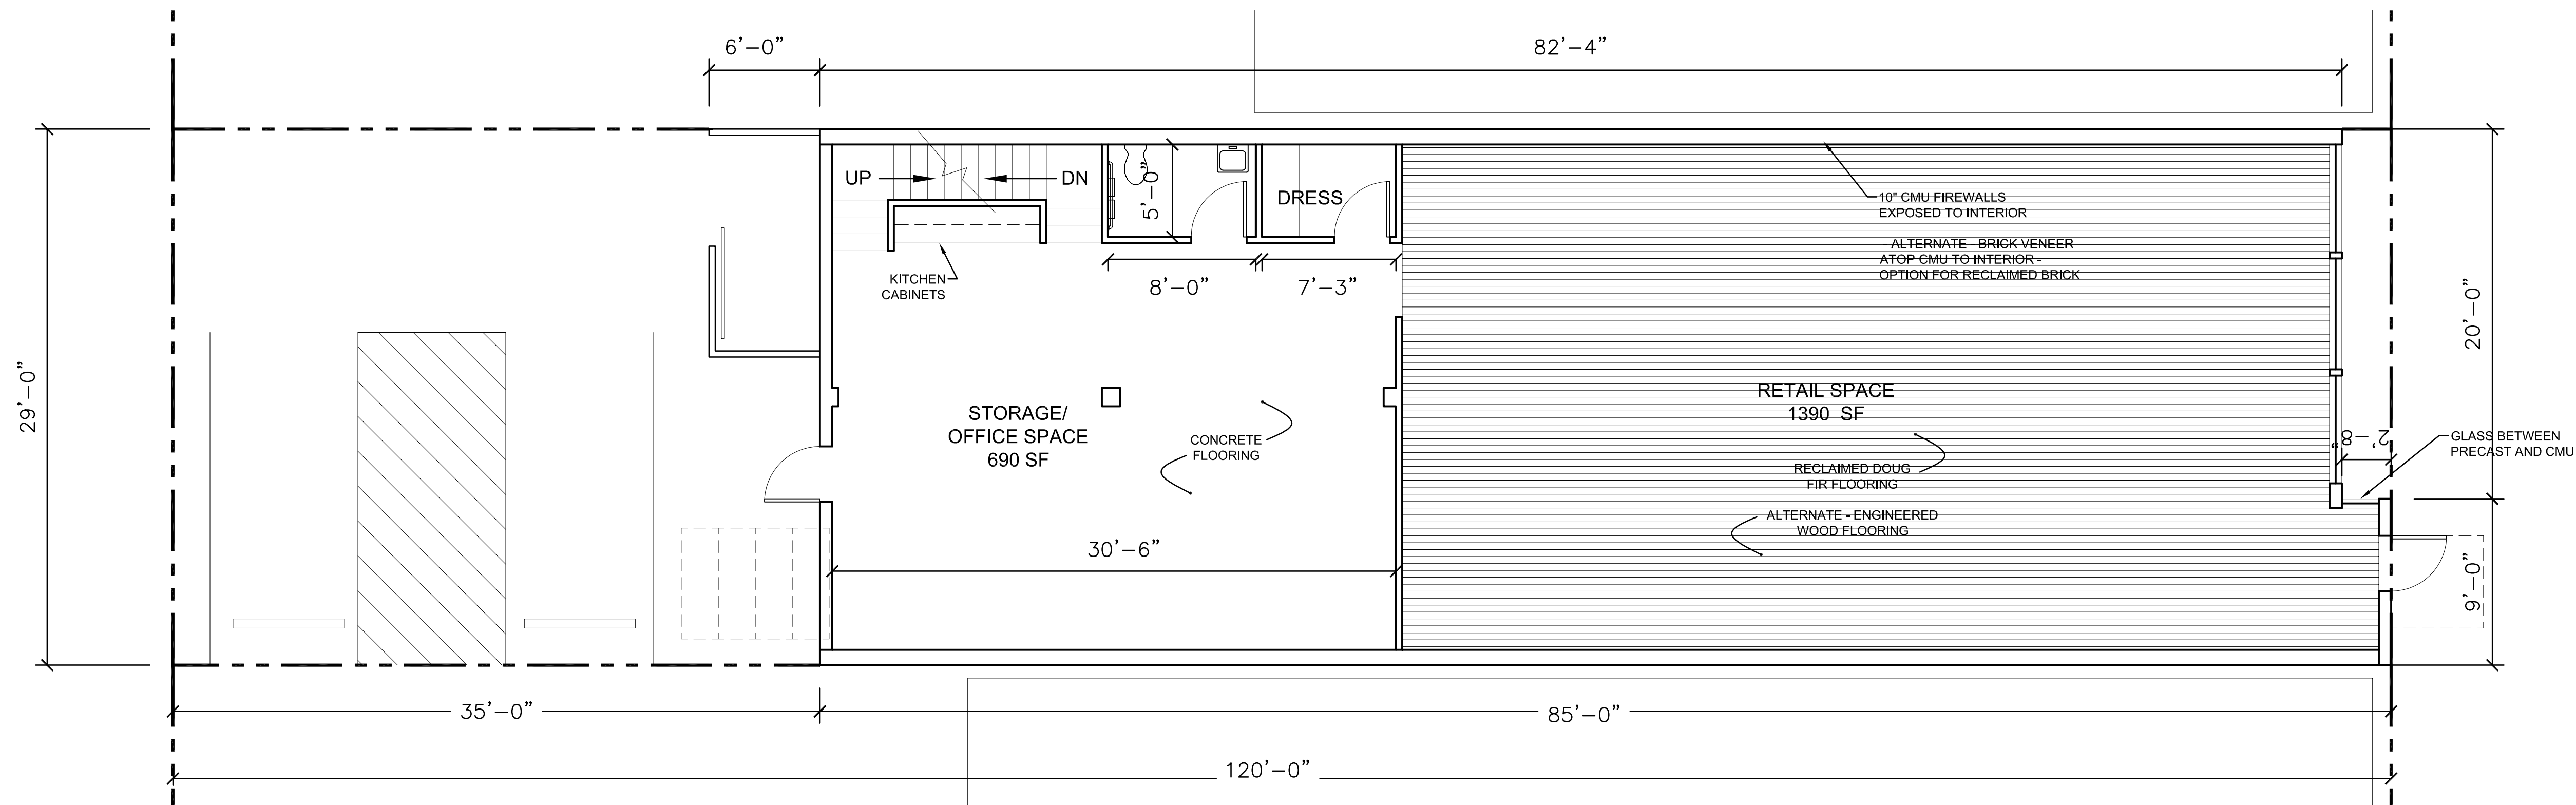 6’-0”
82’-4”
29’-0”
UP
DN
5’-0”
DRESS
10" CMU FIREWALLS
EXPOSED TO INTERIOR
- ALTERNATE - BRICK VENEER
ATOP CMU TO INTERIOR -
OPTION FOR RECLAIMED BRICK
KITCHEN
CABINETS
8’-0”
7’-3”
20’-0”
STORAGE/
OFFICE SPACE
690 SF
CONCRETE
FLOORING
RETAIL SPACE
1390 SF
2’-8”
GLASS BETWEEN
PRECAST AND CMU
RECLAIMED DOUG
FIR FLOORING
ALTERNATE - ENGINEERED
WOOD FLOORING
30’-6”
9’-0”
35’-0”
85’-0”
120’-0”